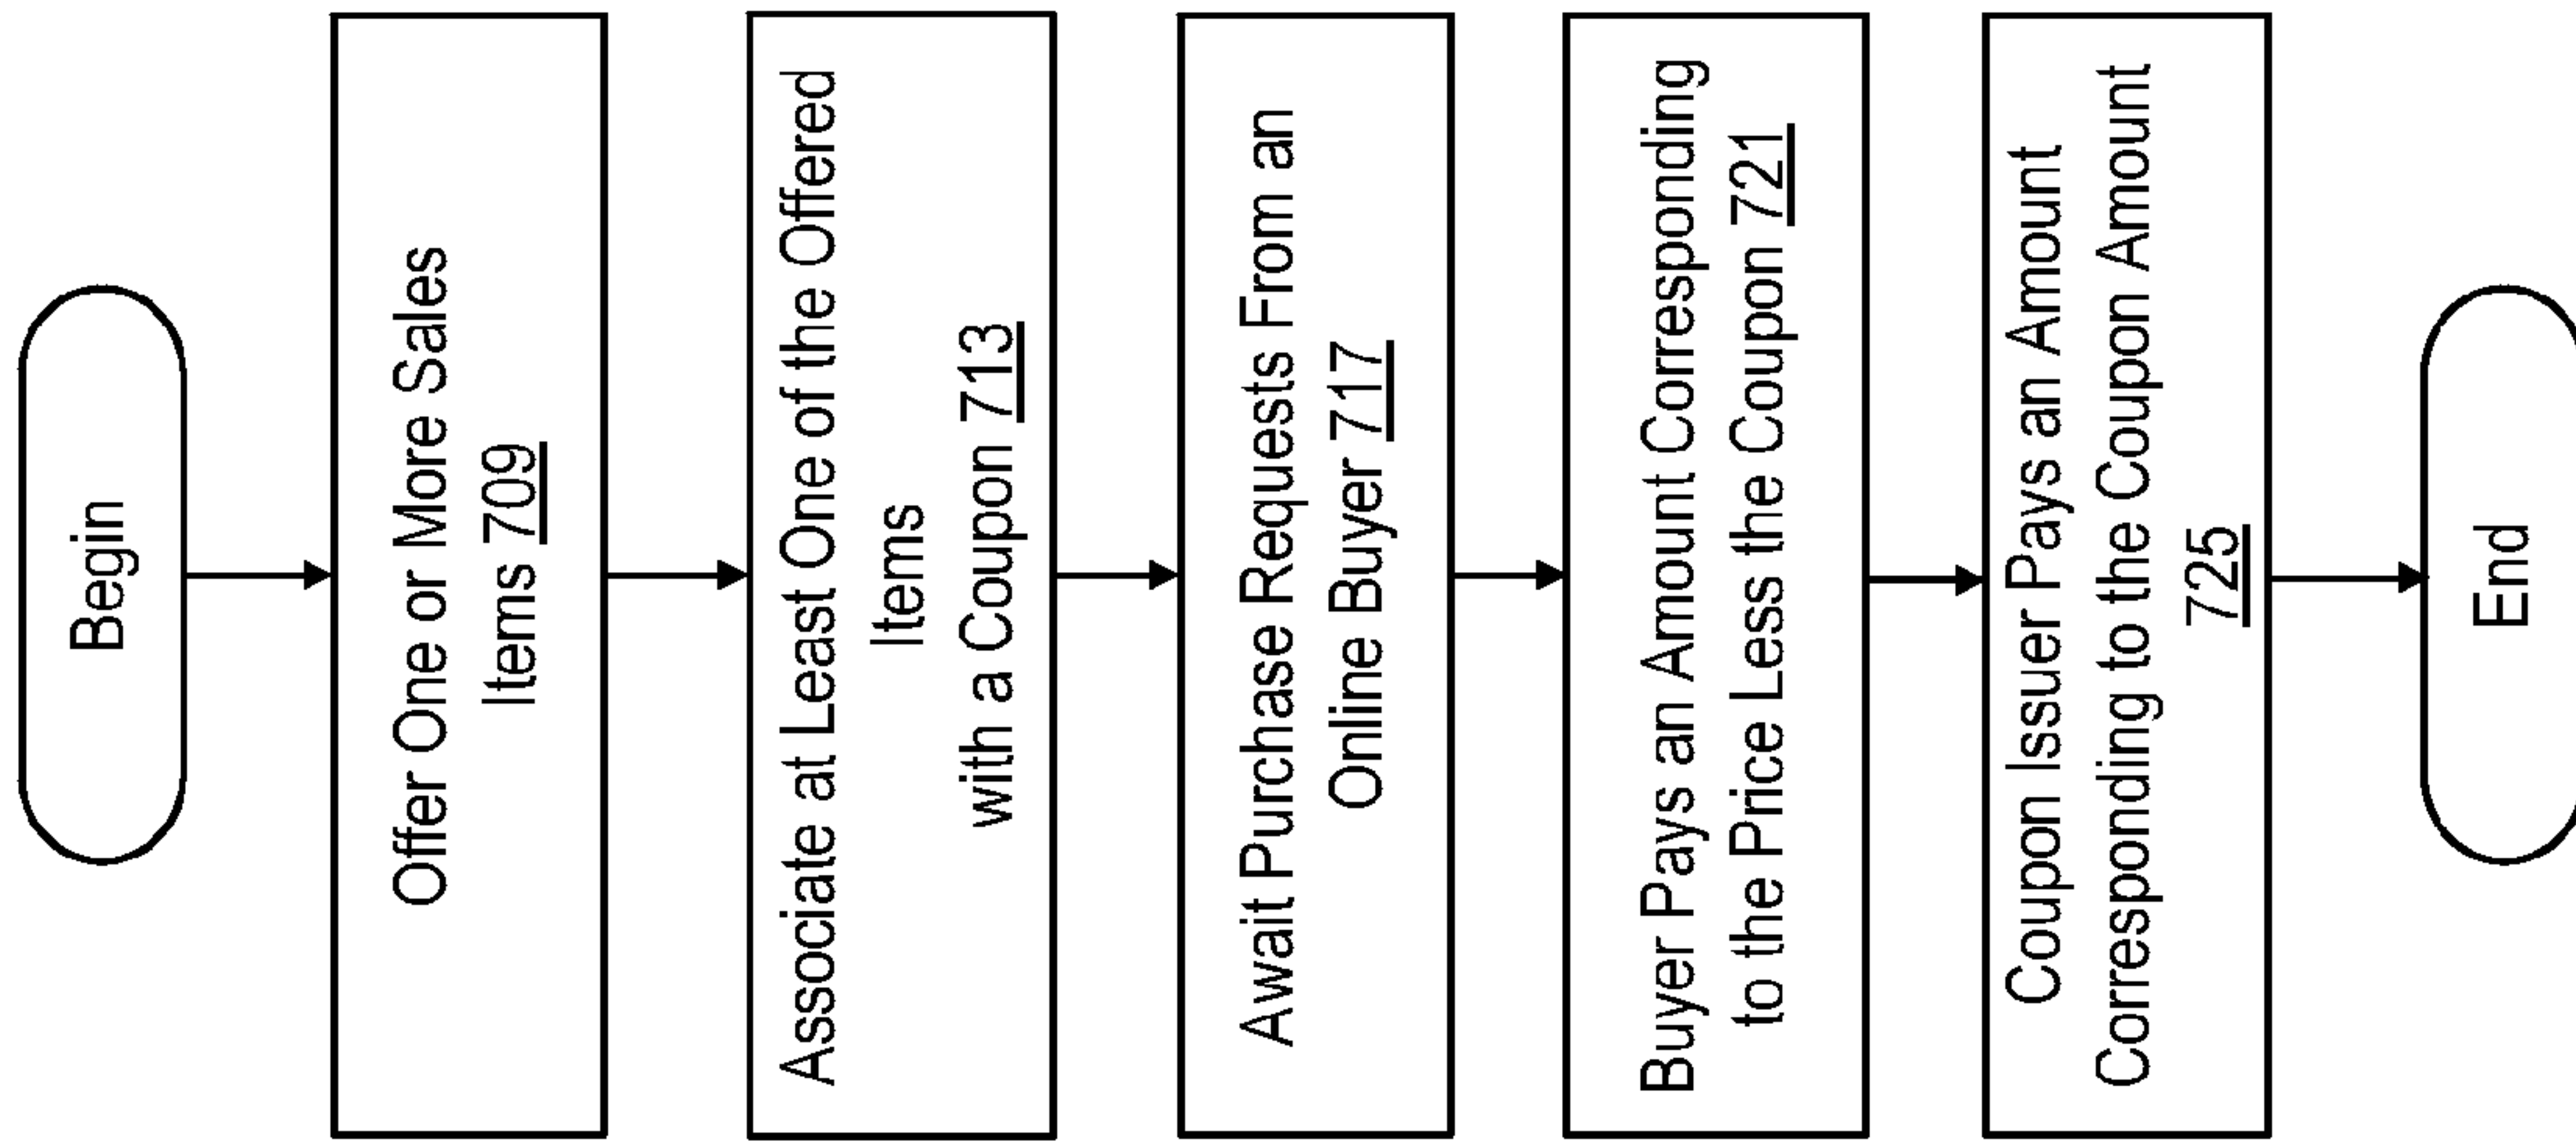 Begin
Offer One or More Sales
Items 709
Associate at Least One of the Offered
Items
with a Coupon 713
Await Purchase Requests From an
Online Buyer 717
Buyer Pays an Amount Corresponding
to the Price Less the Coupon 721
Coupon Issuer Pays an Amount
Corresponding to the Coupon Amount
725
End